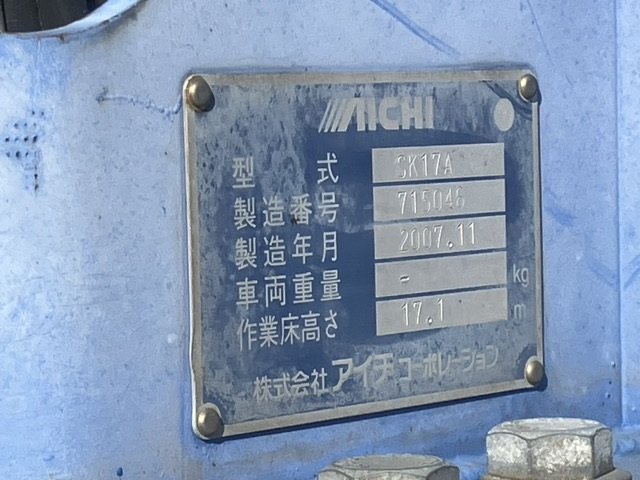 AICHI
型式 SK17A
製造番号 715048
製造年月 2007.11
車両重量 - kg
作業床高さ 17.1 m
株式会社アイチコーポレーション